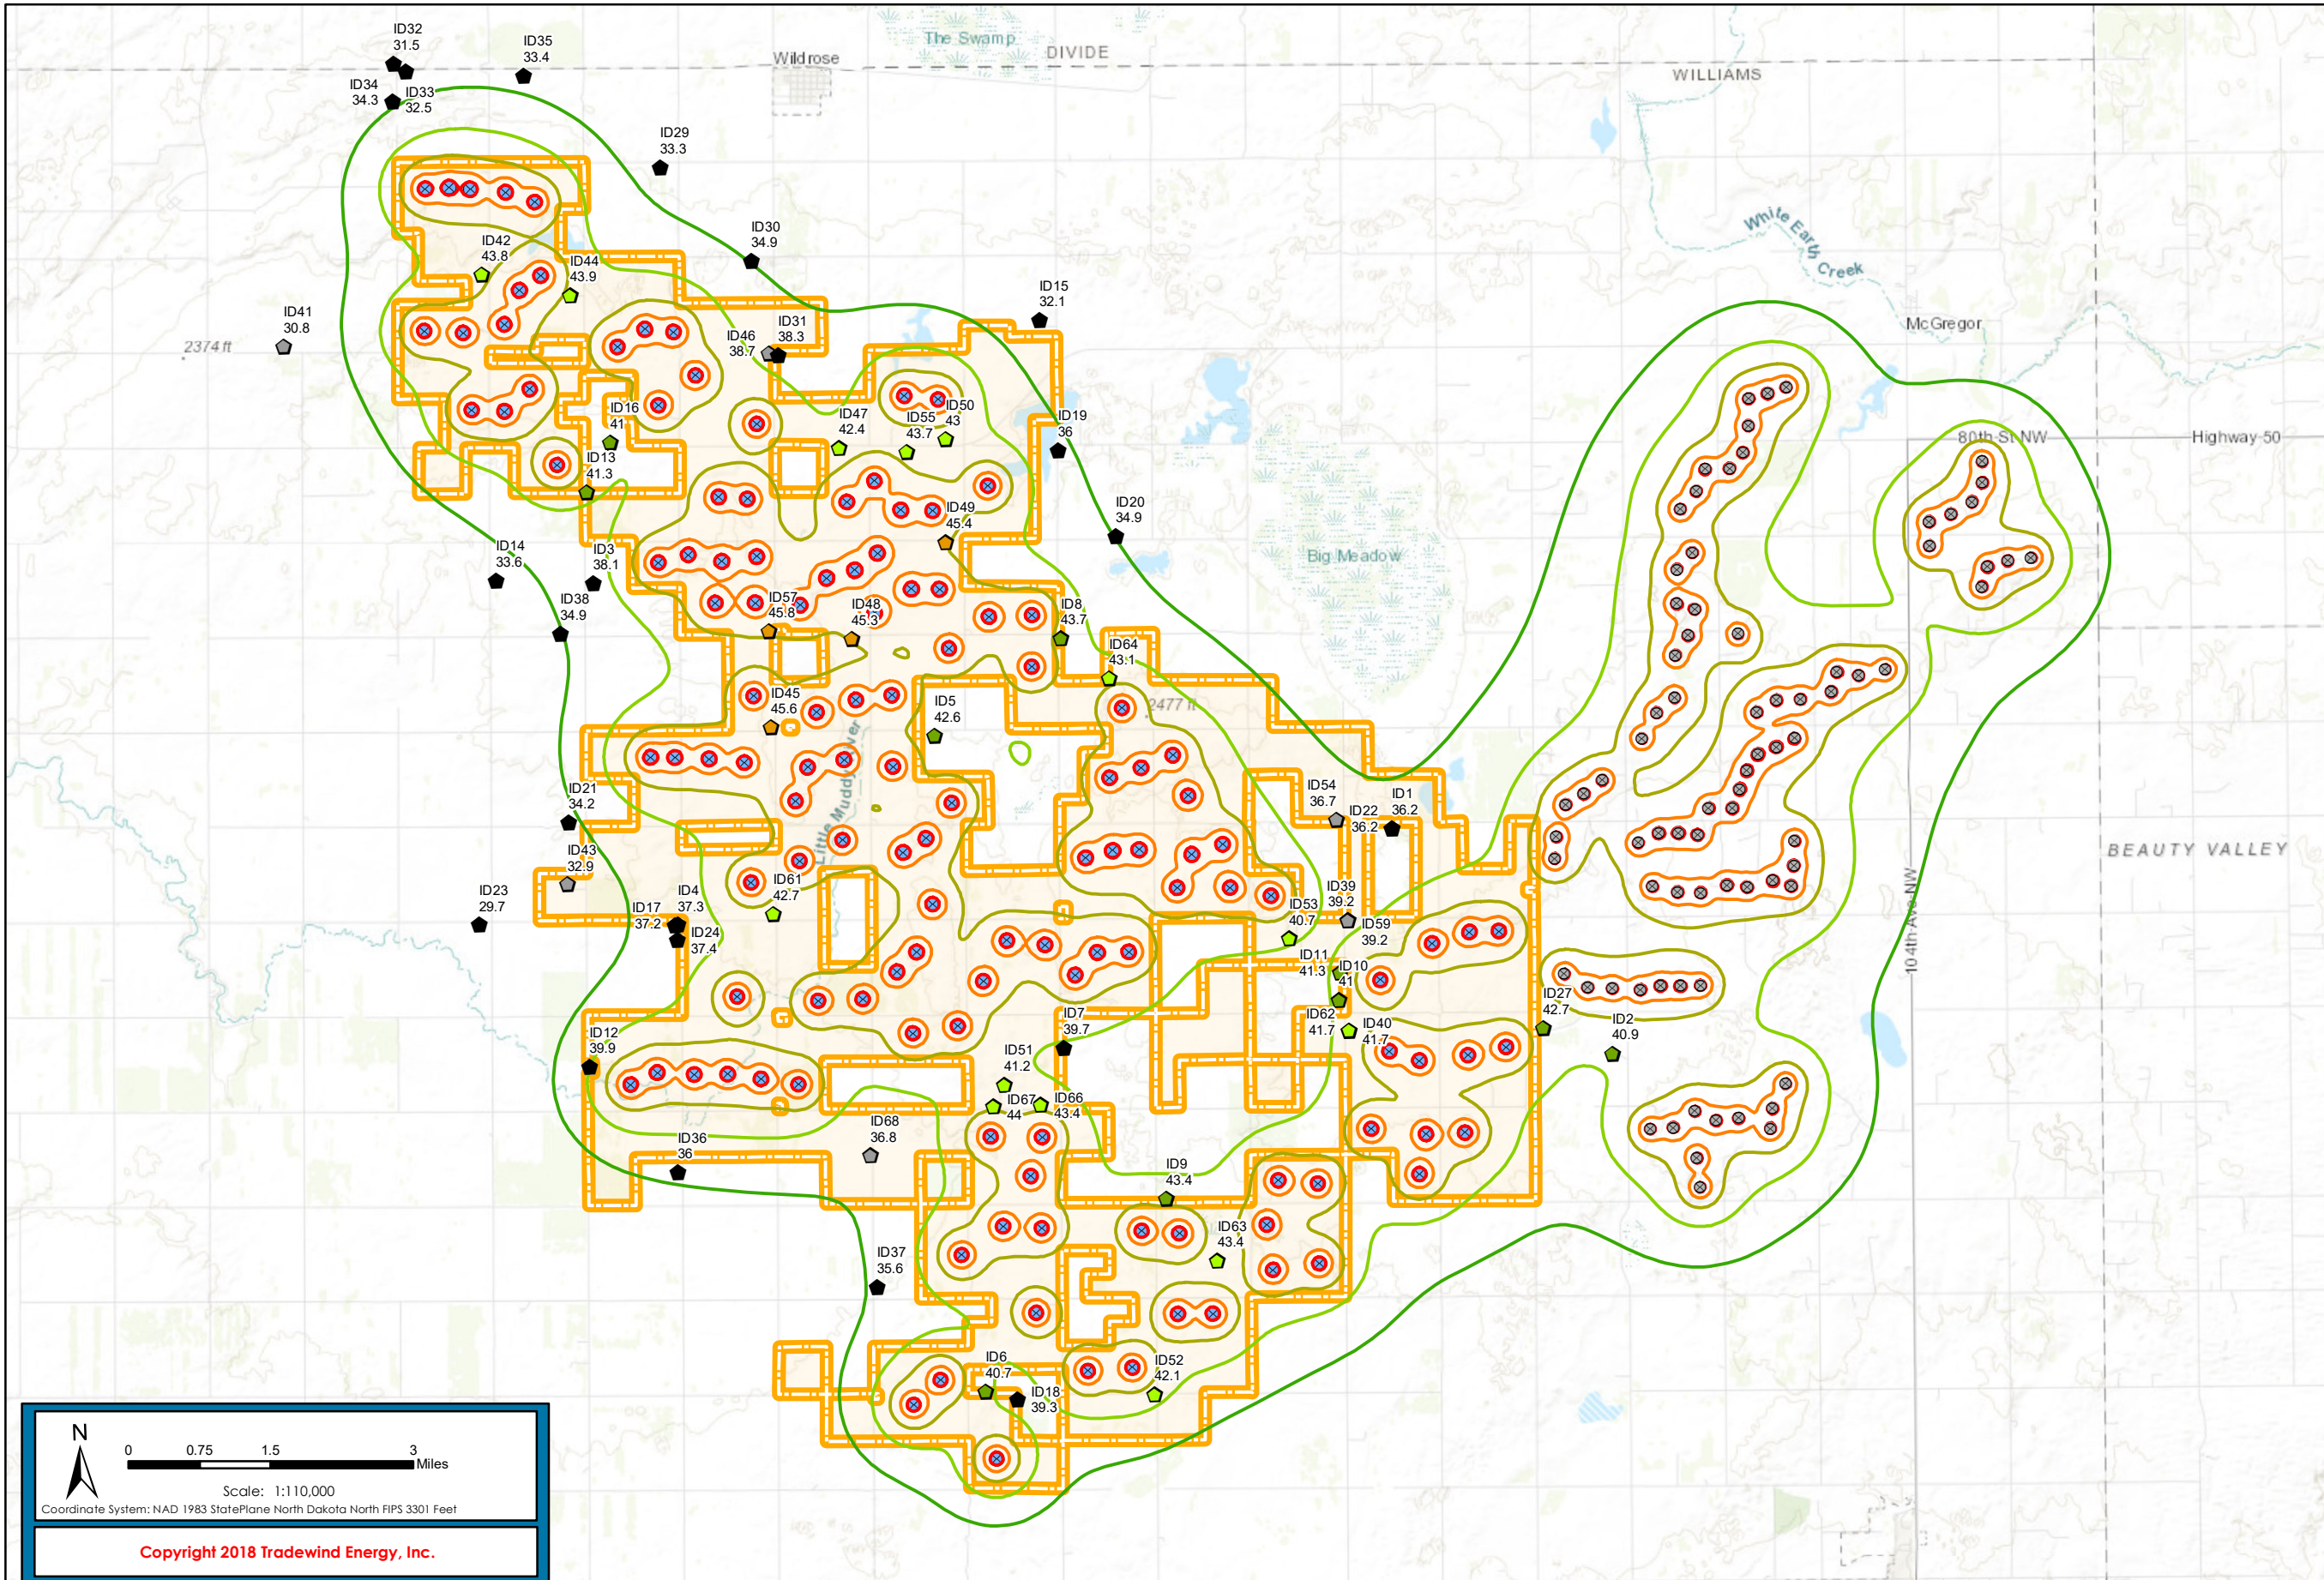 ID32
31.5
ID35
33.4
The Swamp
DIVIDE
Wildrose
WILLIAMS
ID34
34.3
ID33
32.5
ID29
33.3
White Earth Creek
ID30
34.9
ID42
43.8
ID44
43.9
ID15
32.1
ID41
30.8
2374 ft
ID46
38.7
ID31
38.3
McGregor
ID16
41
ID47
42.4
ID55
43.7
ID50
43
ID19
36
80th-St-NW
Highway-50
ID13
41.3
ID49
45.4
ID20
34.9
ID14
33.6
ID3
38.1
Big Meadow
ID38
34.9
ID57
45.8
ID48
45.3
ID8
43.7
ID64
43.1
ID45
45.6
ID5
42.6
2477 ft
Little Muddy River
ID21
34.2
ID54
36.7
ID22
36.2
ID1
36.2
ID43
32.9
BEAUTY VALLEY
ID61
42.7
ID23
29.7
ID17
37.2
ID4
37.3
ID24
37.4
ID39
39.2
ID53
40.7
ID59
39.2
104th-Ave-NW
ID11
41.3
ID10
41
ID27
42.7
ID2
40.9
ID62
41.7
ID40
41.7
ID12
39.9
ID7
39.7
ID51
41.2
ID67
44
ID66
43.4
ID36
36
ID68
36.8
ID9
43.4
ID63
43.4
ID37
35.6
ID6
40.7
ID18
39.3
ID52
42.1
N
0 0.75 1.5 3
Miles
Scale: 1:110,000
Coordinate System: NAD 1983 StatePlane North Dakota North FIPS 3301 Feet
Copyright 2018 Tradewind Energy, Inc.